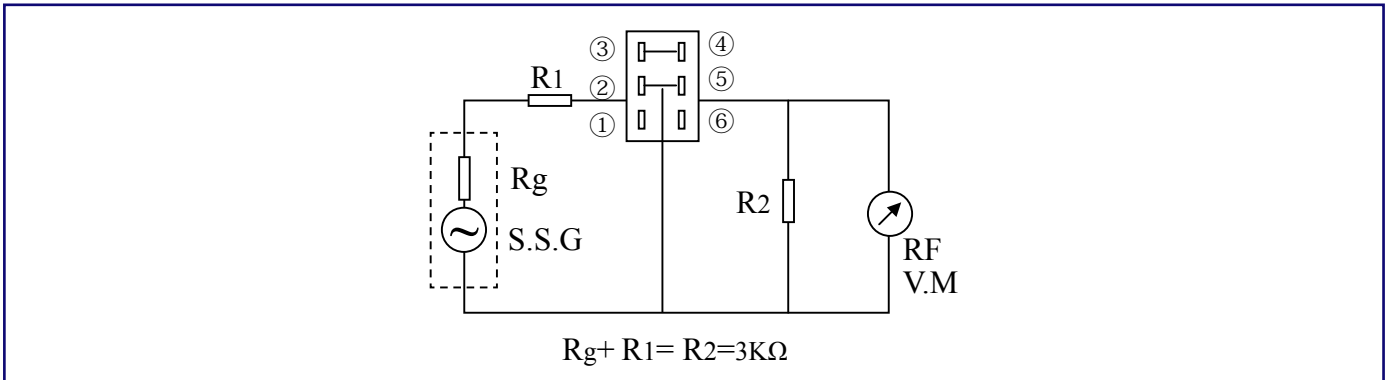 ③ ④
R1 ② ⑤
① ⑥
Rg
S.S.G
R2
RF
V.M
Rg+ R1= R2=3KΩ